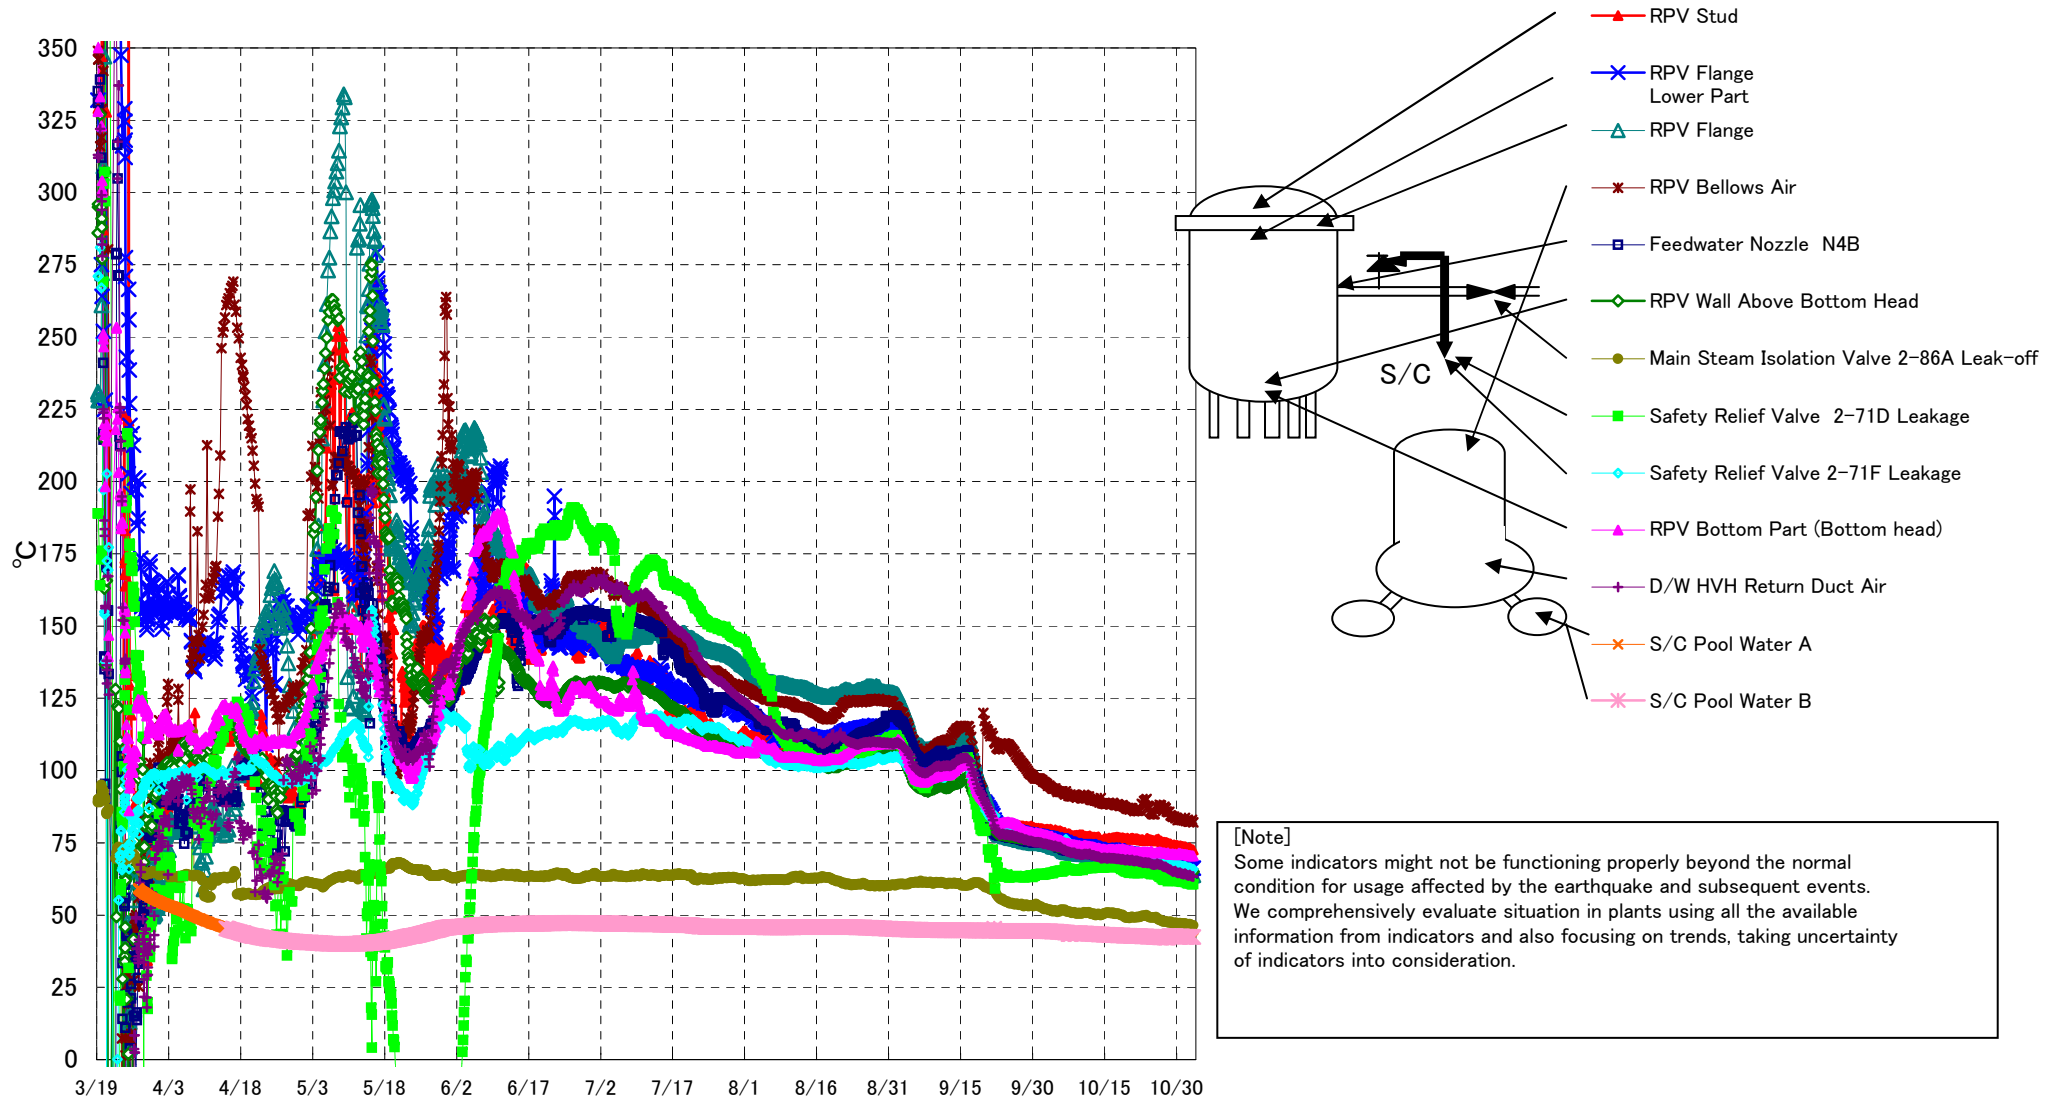 350
325
300
275
250
225
200
175
150
125
100
75
50
25
0
℃
3/19 4/3 4/18 5/3 5/18 6/2 6/17 7/2 7/17 8/1 8/16 8/31 9/15 9/30 10/15 10/30
RPV Stud
RPV Flange
Lower Part
RPV Flange
RPV Bellows Air
Feedwater Nozzle N4B
RPV Wall Above Bottom Head
Main Steam Isolation Valve 2-86A Leak-off
Safety Relief Valve 2-71D Leakage
Safety Relief Valve 2-71F Leakage
RPV Bottom Part (Bottom head)
D/W HVH Return Duct Air
S/C Pool Water A
S/C Pool Water B
S/C
[Note]
Some indicators might not be functioning properly beyond the normal
condition for usage affected by the earthquake and subsequent events.
We comprehensively evaluate situation in plants using all the available
information from indicators and also focusing on trends, taking uncertainty
of indicators into consideration.